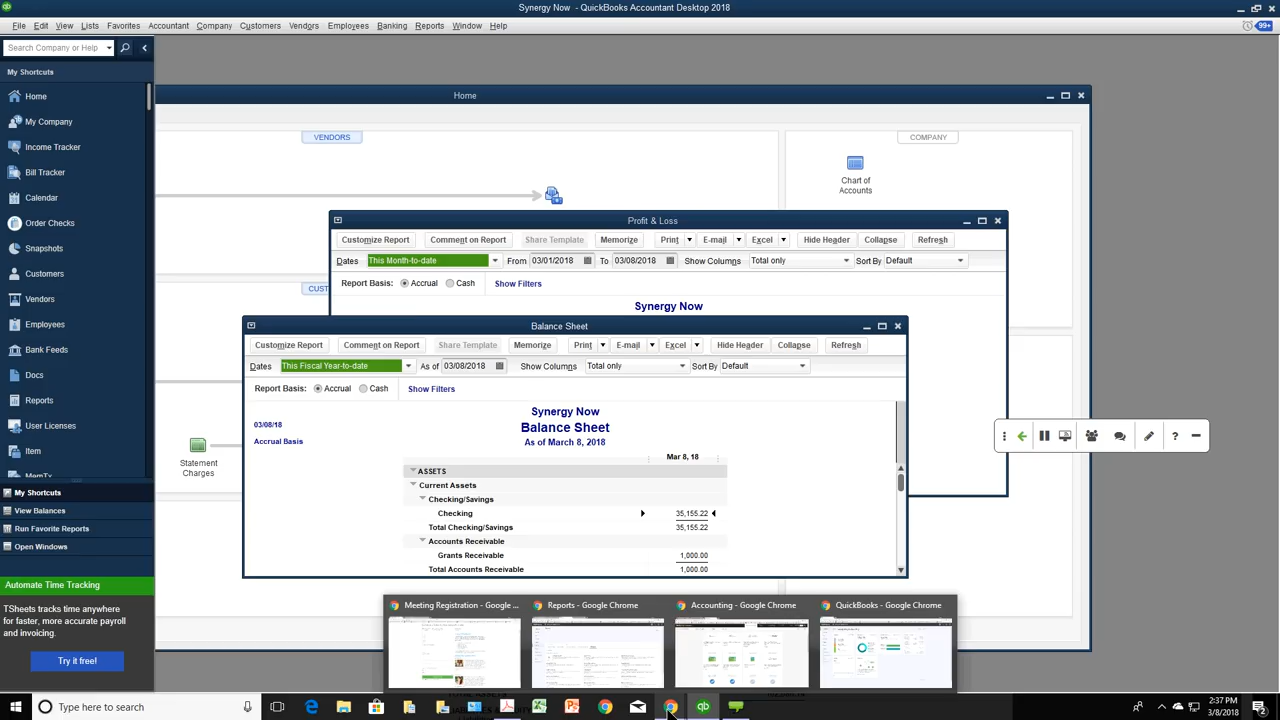 Synergy Now - QuickBooks Accountant Desktop 2018
File Edit View Lists Favorites Accountant Company Customers Vendors Employees Banking Reports Window Help
99+
Search Company or Help
My Shortcuts
Home
My Company
Income Tracker
Bill Tracker
Calendar
Order Checks
Snapshots
Customers
Vendors
Employees
Bank Feeds
Docs
Reports
User Licenses
Item
MemTx
My Shortcuts
View Balances
Run Favorite Reports
Open Windows
Automate Time Tracking
TSheets tracks time anywhere
for faster, more accurate payroll
and invoicing.
Try it free!
Home
VENDORS
COMPANY
Chart of
Accounts
CUST
Statement
Charges
Profit & Loss
Customize Report Comment on Report Share Template Memorize Print E-mail Excel Hide Header Collapse Refresh
Dates This Month-to-date From 03/01/2018 To 03/08/2018 Show Columns Total only Sort By Default
Report Basis: Accrual Cash Show Filters
Synergy Now
Balance Sheet
Customize Report Comment on Report Share Template Memorize Print E-mail Excel Hide Header Collapse Refresh
Dates This Fiscal Year-to-date As of 03/08/2018 Show Columns Total only Sort By Default
Report Basis: Accrual Cash Show Filters
Synergy Now
03/08/18
Balance Sheet
Accrual Basis
As of March 8, 2018
Mar 8, 18
ASSETS
Current Assets
Checking/Savings
Checking 35,155.22
Total Checking/Savings 35,155.22
Accounts Receivable
Grants Receivable 1,000.00
Total Accounts Receivable 1,000.00
Meeting Registration - Google ...
Reports - Google Chrome
Accounting - Google Chrome
QuickBooks - Google Chrome
Type here to search
2:37 PM
3/8/2018